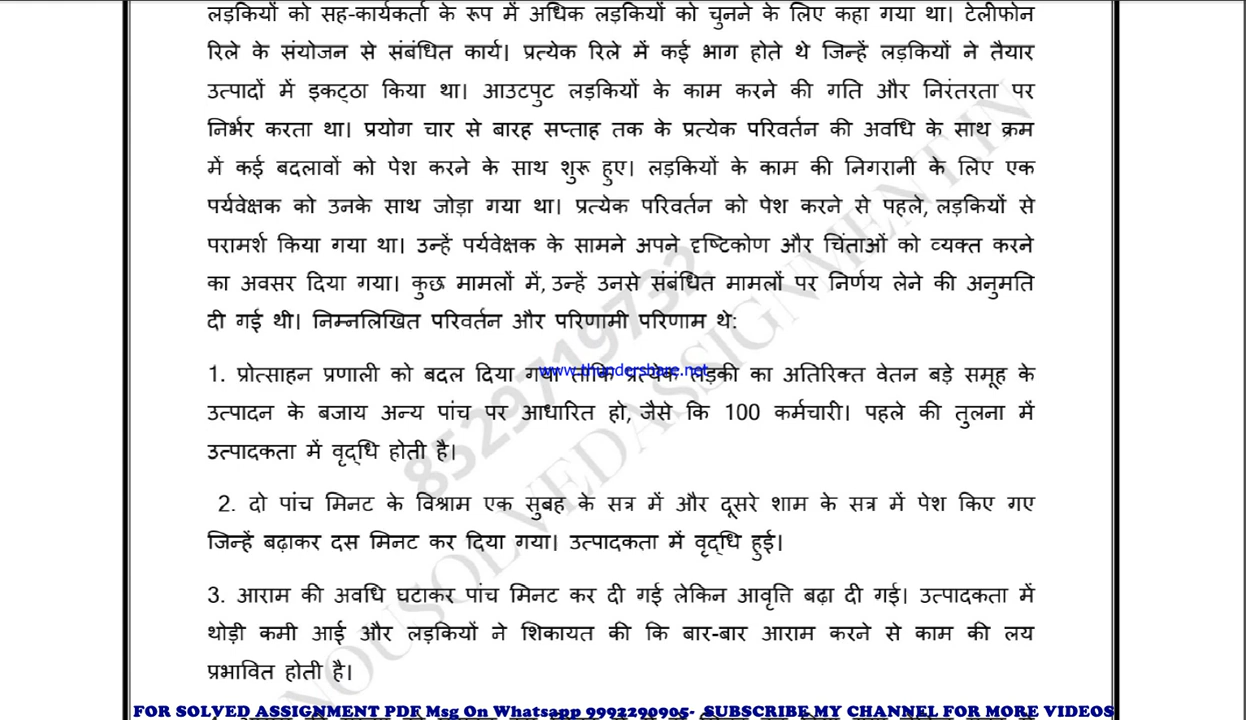 लड़कियों को सह-कार्यकर्ता के रूप में अधिक लड़कियों को चुनने के लिए कहा गया था। टेलीफोन
रिले के संयोजन से संबंधित कार्य। प्रत्येक रिले में कई भाग होते थे जिन्हें लड़कियों ने तैयार
उत्पादों में इकट्ठा किया था। आउटपुट लड़कियों के काम करने की गति और निरंतरता पर
निर्भर करता था। प्रयोग चार से बारह सप्ताह तक के प्रत्येक परिवर्तन की अवधि के साथ क्रम
में कई बदलावों को पेश करने के साथ शुरू हुए। लड़कियों के काम की निगरानी के लिए एक
पर्यवेक्षक को उनके साथ जोड़ा गया था। प्रत्येक परिवर्तन को पेश करने से पहले, लड़कियों से
परामर्श किया गया था। उन्हें पर्यवेक्षक के सामने अपने दृष्टिकोण और चिंताओं को व्यक्त करने
का अवसर दिया गया। कुछ मामलों में, उन्हें उनसे संबंधित मामलों पर निर्णय लेने की अनुमति
दी गई थी। निम्नलिखित परिवर्तन और परिणामी परिणाम थे:
1. प्रोत्साहन प्रणाली को बदल दिया गया ताकि प्रत्येक लड़की का अतिरिक्त वेतन बड़े समूह के
www.thundershare.net
उत्पादन के बजाय अन्य पांच पर आधारित हो, जैसे कि 100 कर्मचारी। पहले की तुलना में
उत्पादकता में वृद्धि होती है।
2. दो पांच मिनट के विश्राम एक सुबह के सत्र में और दूसरे शाम के सत्र में पेश किए गए
जिन्हें बढ़ाकर दस मिनट कर दिया गया। उत्पादकता में वृद्धि हुई।
3. आराम की अवधि घटाकर पांच मिनट कर दी गई लेकिन आवृत्ति बढ़ा दी गई। उत्पादकता में
थोड़ी कमी आई और लड़कियों ने शिकायत की कि बार-बार आराम करने से काम की लय
प्रभावित होती है।
8529719732
NOUSOLVEDASSIGNMENT IN
FOR SOLVED ASSIGNMENT PDF Msg On Whatsapp 9992290905- SUBSCRIBE MY CHANNEL FOR MORE VIDEOS